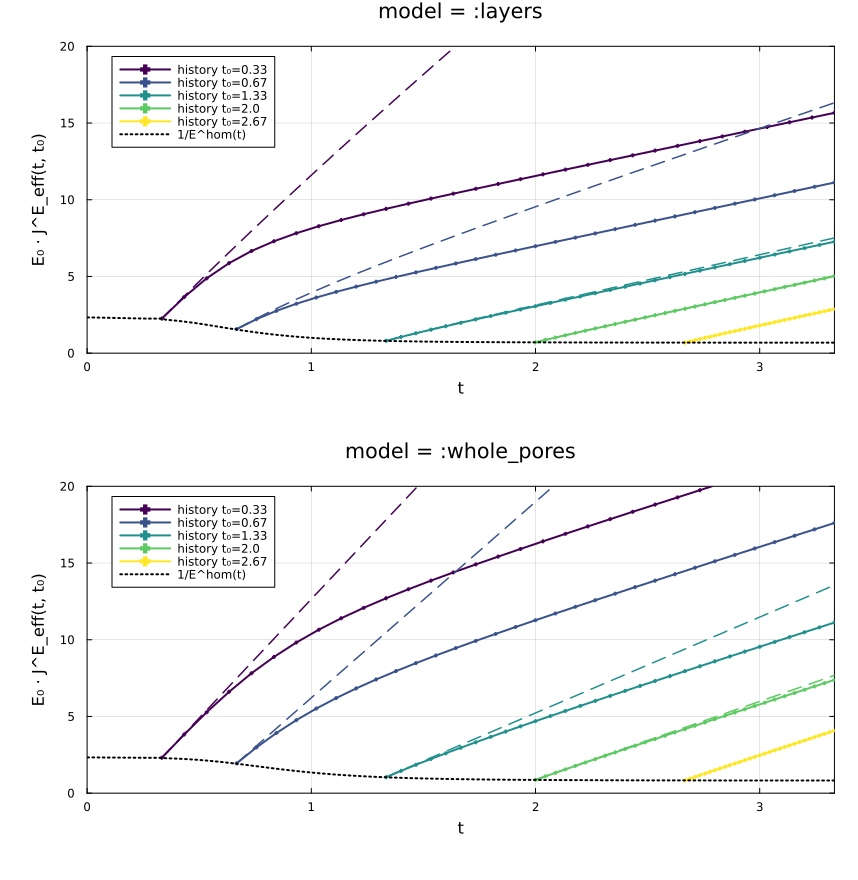 model = :layers
E₀ · J^E_eff(t, t₀)
20
15
10
5
0
history t₀=0.33
history t₀=0.67
history t₀=1.33
history t₀=2.0
history t₀=2.67
1/E^hom(t)
0 1 2 3
t
model = :whole_pores
E₀ · J^E_eff(t, t₀)
20
15
10
5
0
history t₀=0.33
history t₀=0.67
history t₀=1.33
history t₀=2.0
history t₀=2.67
1/E^hom(t)
0 1 2 3
t